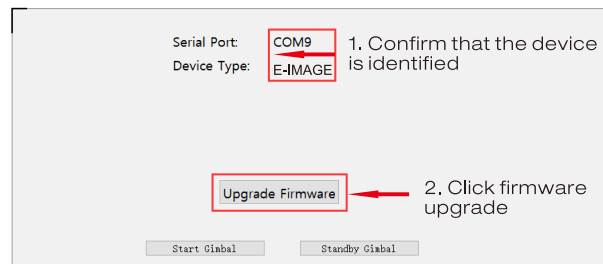 Serial Port: COM9
Device Type: E-IMAGE
1. Confirm that the device
is identified
Upgrade Firmware
2. Click firmware
upgrade
Start Gimbal
Standby Gimbal